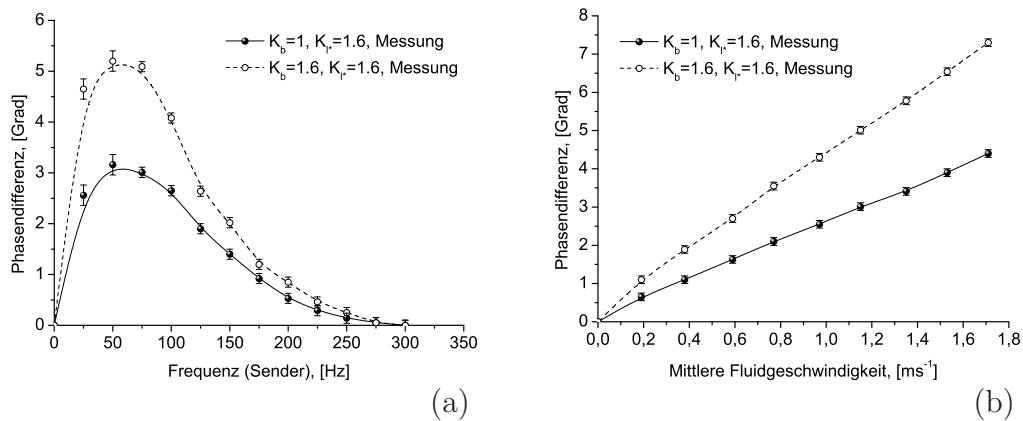 K_b=1, K_l*=1.6, Messung
K_b=1.6, K_l*=1.6, Messung
Phasendifferenz, [Grad]
6
5
4
3
2
1
0
0 50 100 150 200 250 300 350
Frequenz (Sender), [Hz]
(a)
K_b=1, K_l*=1.6, Messung
K_b=1.6, K_l*=1.6, Messung
Phasendifferenz, [Grad]
8
7
6
5
4
3
2
1
0
0,0 0,2 0,4 0,6 0,8 1,0 1,2 1,4 1,6 1,8
Mittlere Fluidgeschwindigkeit, [ms⁻¹]
(b)